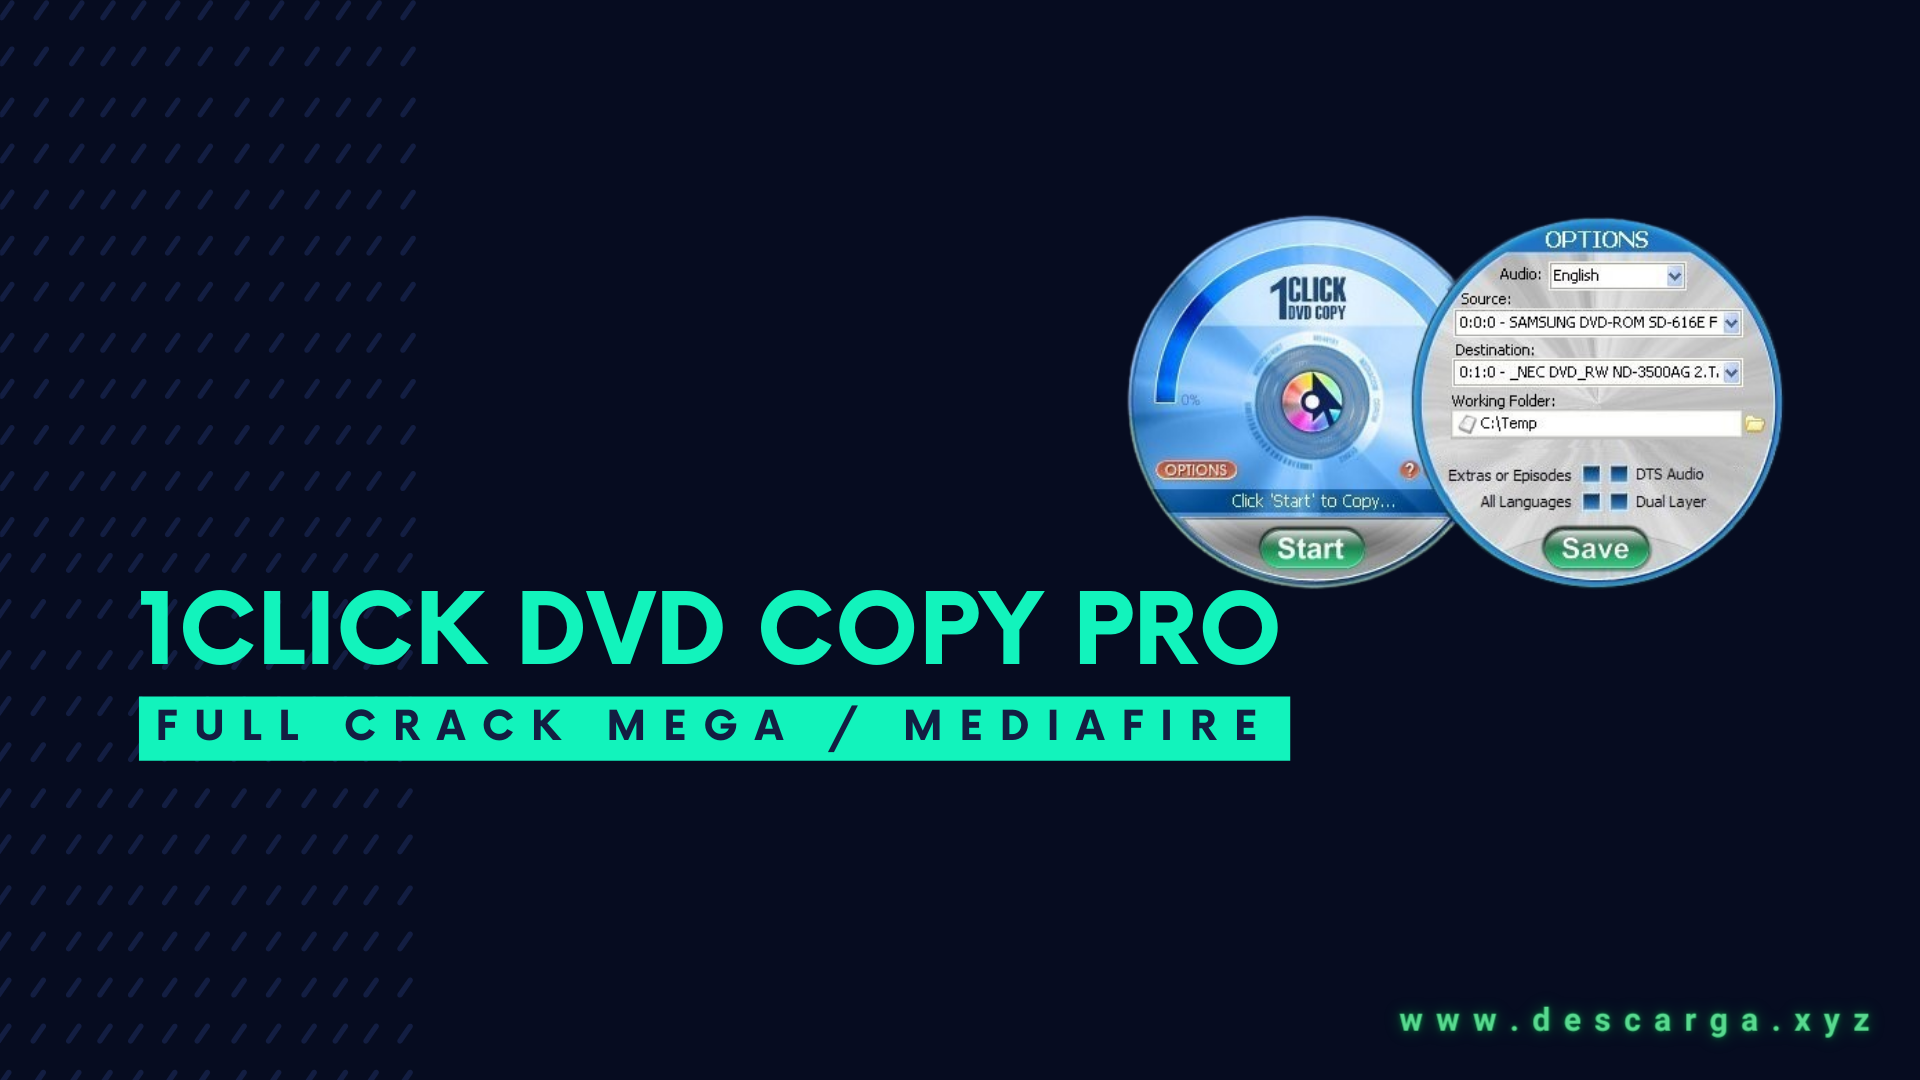 OPTIONS
Audio: English
Source:
0:0:0 - SAMSUNG DVD-ROM SD-616E F
Destination:
0:1:0 - _NEC DVD_RW ND-3500AG 2.T.
Working Folder:
C:\Temp
Extras or Episodes
DTS Audio
All Languages
Dual Layer
Save
1CLICK
DVD COPY
0%
OPTIONS
?
Click 'Start' to Copy...
Start
1CLICK DVD COPY PRO
FULL CRACK MEGA / MEDIAFIRE
www.descarga.xyz